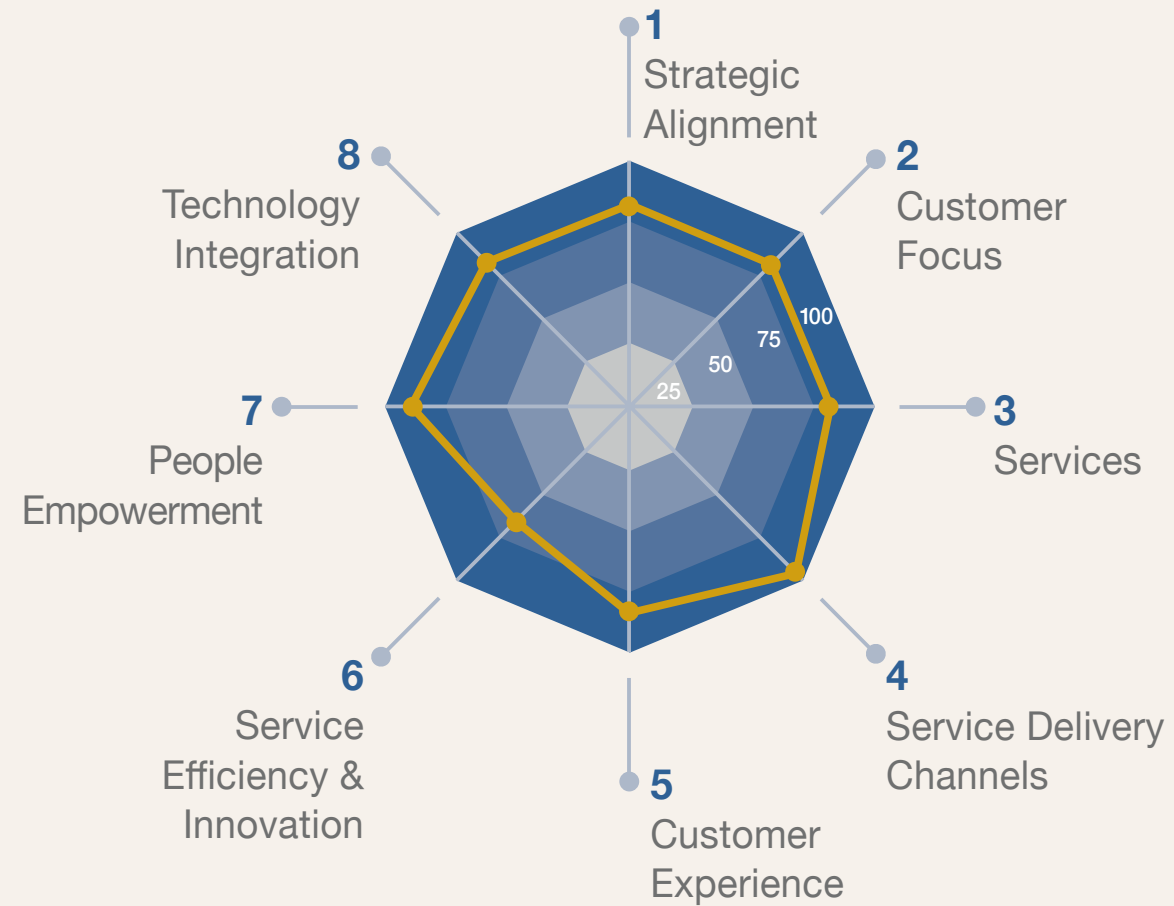 1
Strategic
Alignment
2
Customer
Focus
3
Services
4
Service Delivery
Channels
5
Customer
Experience
6
Service
Efficiency &
Innovation
7
People
Empowerment
8
Technology
Integration
100
75
50
25